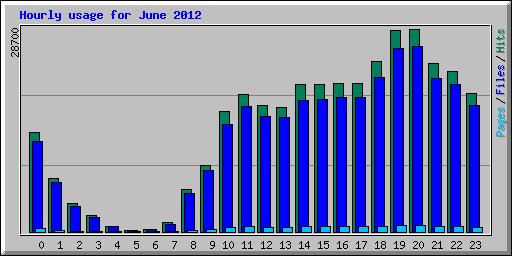 Hourly usage for June 2012
28700
Pages/Files/Hits
0 1 2 3 4 5 6 7 8 9 10 11 12 13 14 15 16 17 18 19 20 21 22 23